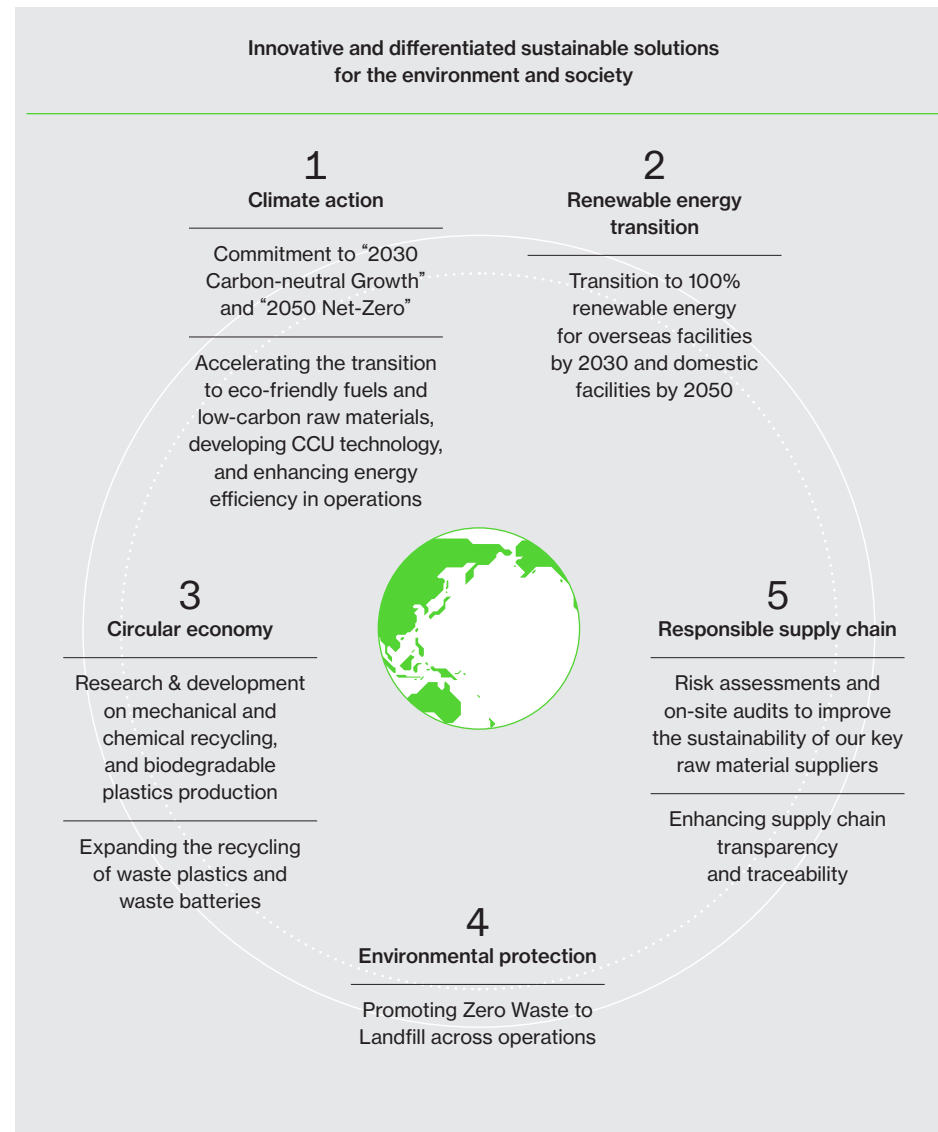 Innovative and differentiated sustainable solutions
for the environment and society
1
Climate action
Commitment to “2030
Carbon-neutral Growth”
and “2050 Net-Zero”
Accelerating the transition
to eco-friendly fuels and
low-carbon raw materials,
developing CCU technology,
and enhancing energy
efficiency in operations
2
Renewable energy
transition
Transition to 100%
renewable energy
for overseas facilities
by 2030 and domestic
facilities by 2050
3
Circular economy
Research & development
on mechanical and
chemical recycling,
and biodegradable
plastics production
Expanding the recycling
of waste plastics and
waste batteries
4
Environmental protection
Promoting Zero Waste to
Landfill across operations
5
Responsible supply chain
Risk assessments and
on-site audits to improve
the sustainability of our key
raw material suppliers
Enhancing supply chain
transparency
and traceability